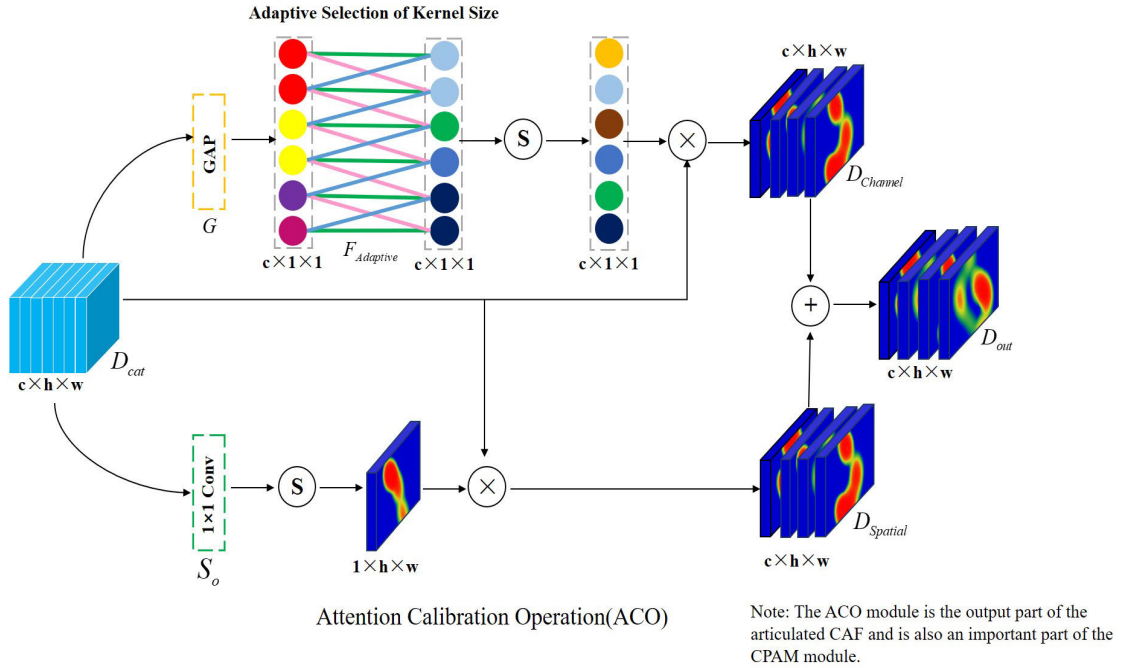 Adaptive Selection of Kernel Size
GAP
G
c×1×1
F_Adaptive
c×1×1
S
c×1×1
×
c×h×w
D_Channel
D_cat
c×h×w
+
D_out
c×h×w
1×1 Conv
S_o
S
1×h×w
×
D_Spatial
c×h×w
Attention Calibration Operation(ACO)
Note: The ACO module is the output part of the
articulated CAF and is also an important part of the
CPAM module.